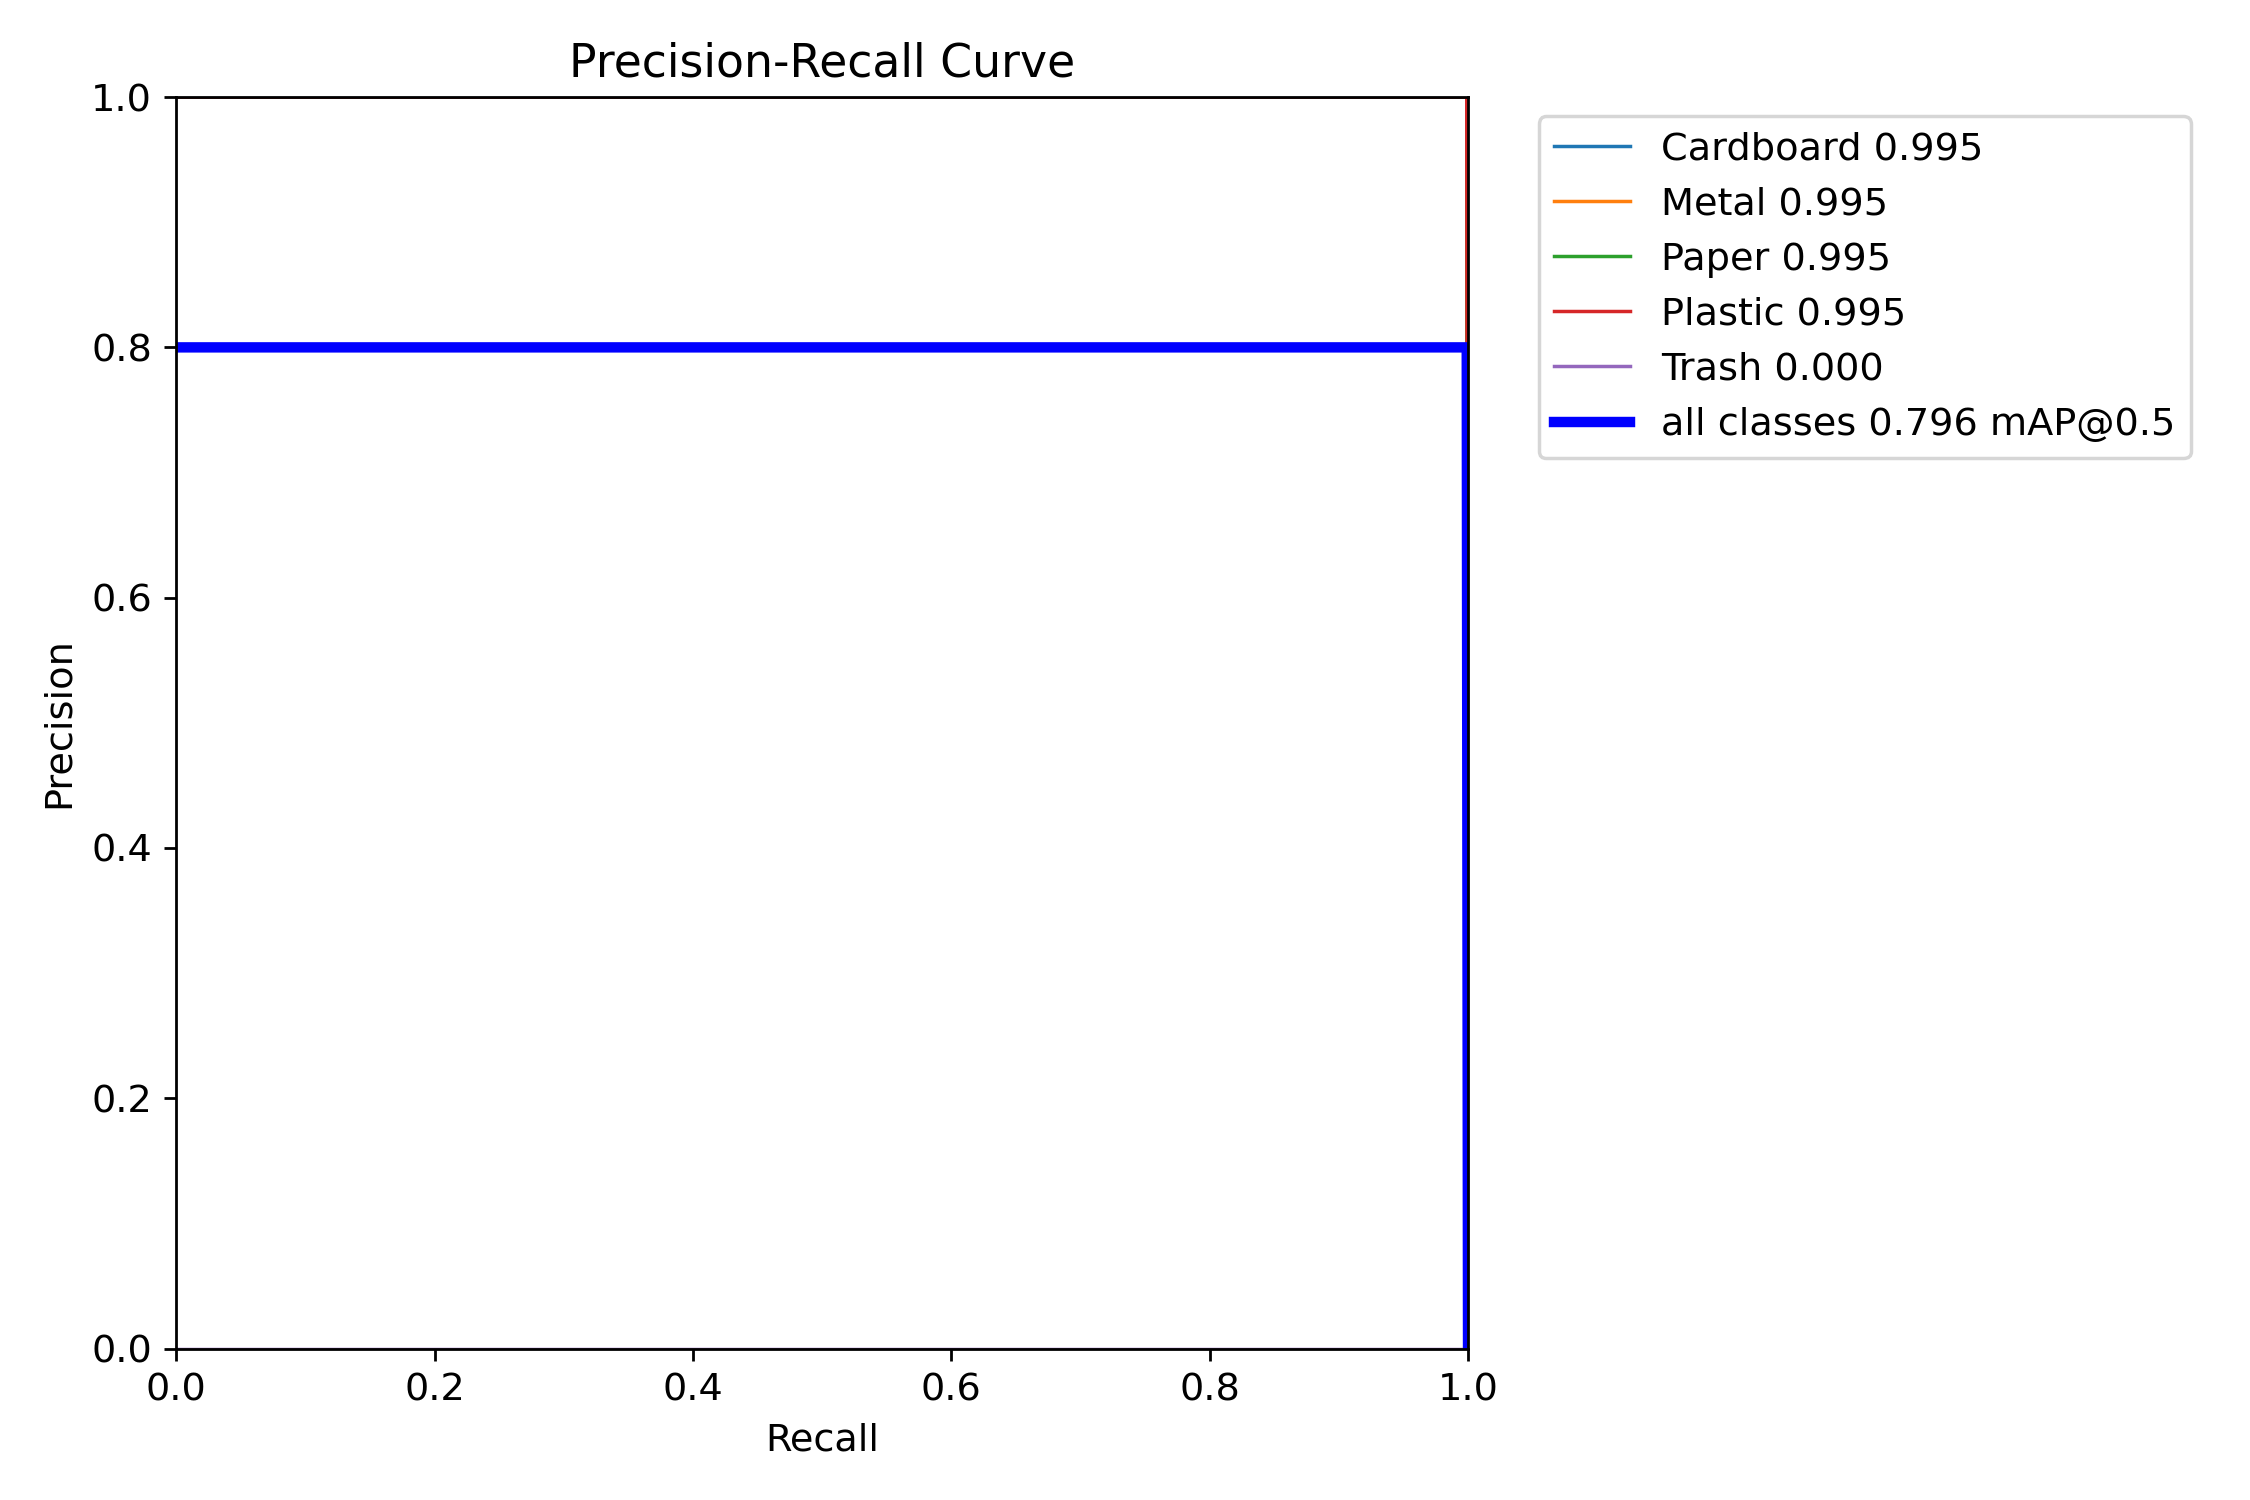 Precision-Recall Curve
1.0
0.8
0.6
0.4
0.2
0.0
Precision
0.0 0.2 0.4 0.6 0.8 1.0
Recall
Cardboard 0.995
Metal 0.995
Paper 0.995
Plastic 0.995
Trash 0.000
all classes 0.796 mAP@0.5